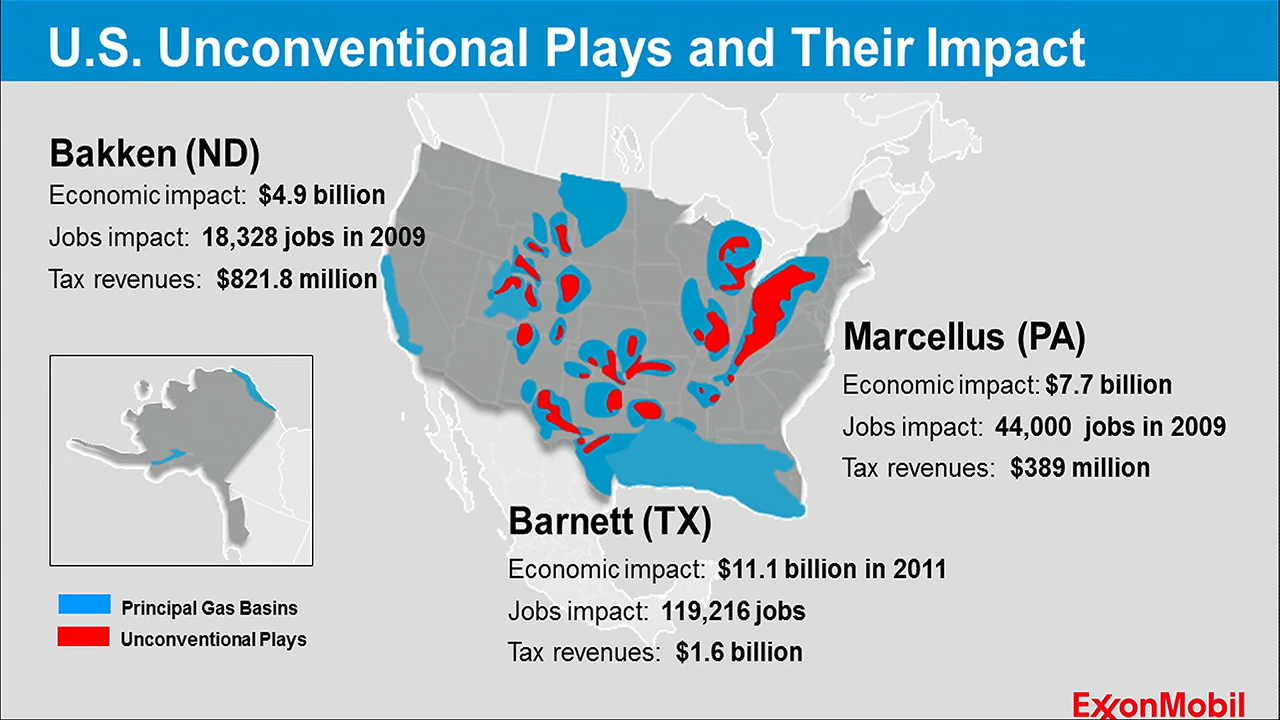 U.S. Unconventional Plays and Their Impact
Bakken (ND)
Economic impact: $4.9 billion
Jobs impact: 18,328 jobs in 2009
Tax revenues: $821.8 million
Marcellus (PA)
Economic impact: $7.7 billion
Jobs impact: 44,000 jobs in 2009
Tax revenues: $389 million
Barnett (TX)
Economic impact: $11.1 billion in 2011
Jobs impact: 119,216 jobs
Tax revenues: $1.6 billion
Principal Gas Basins
Unconventional Plays
ExxonMobil